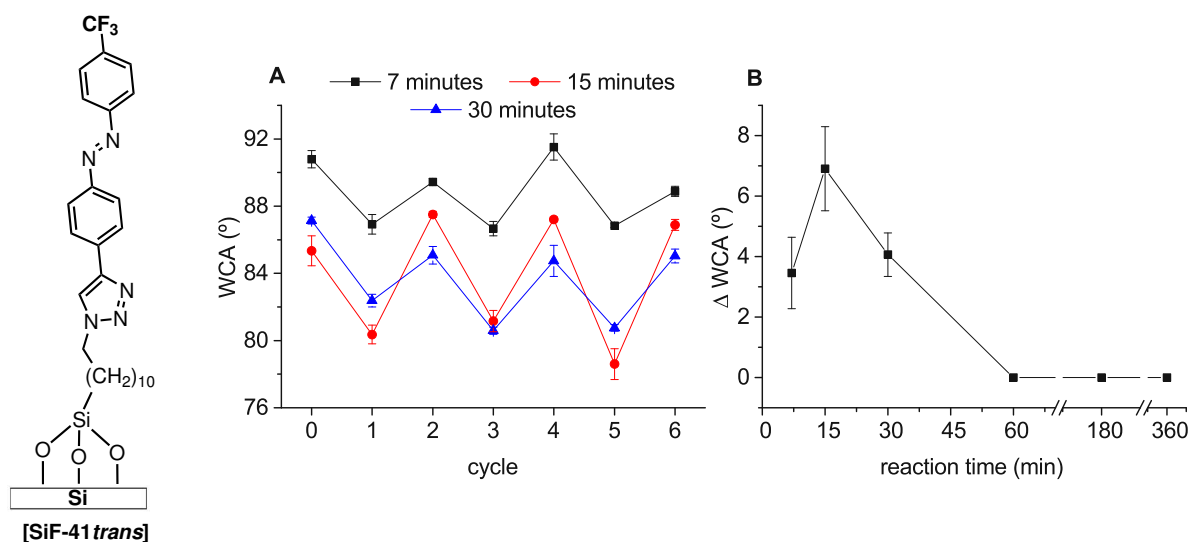 CF3
N
N
N
N
N
(CH2)10
Si
O
O
O
Si
[SiF-41trans]
A
7 minutes
15 minutes
30 minutes
WCA (º)
92
88
84
80
76
0 1 2 3 4 5 6
cycle
B
Δ WCA (º)
8
6
4
2
0
0 15 30 45 60 180 360
reaction time (min)